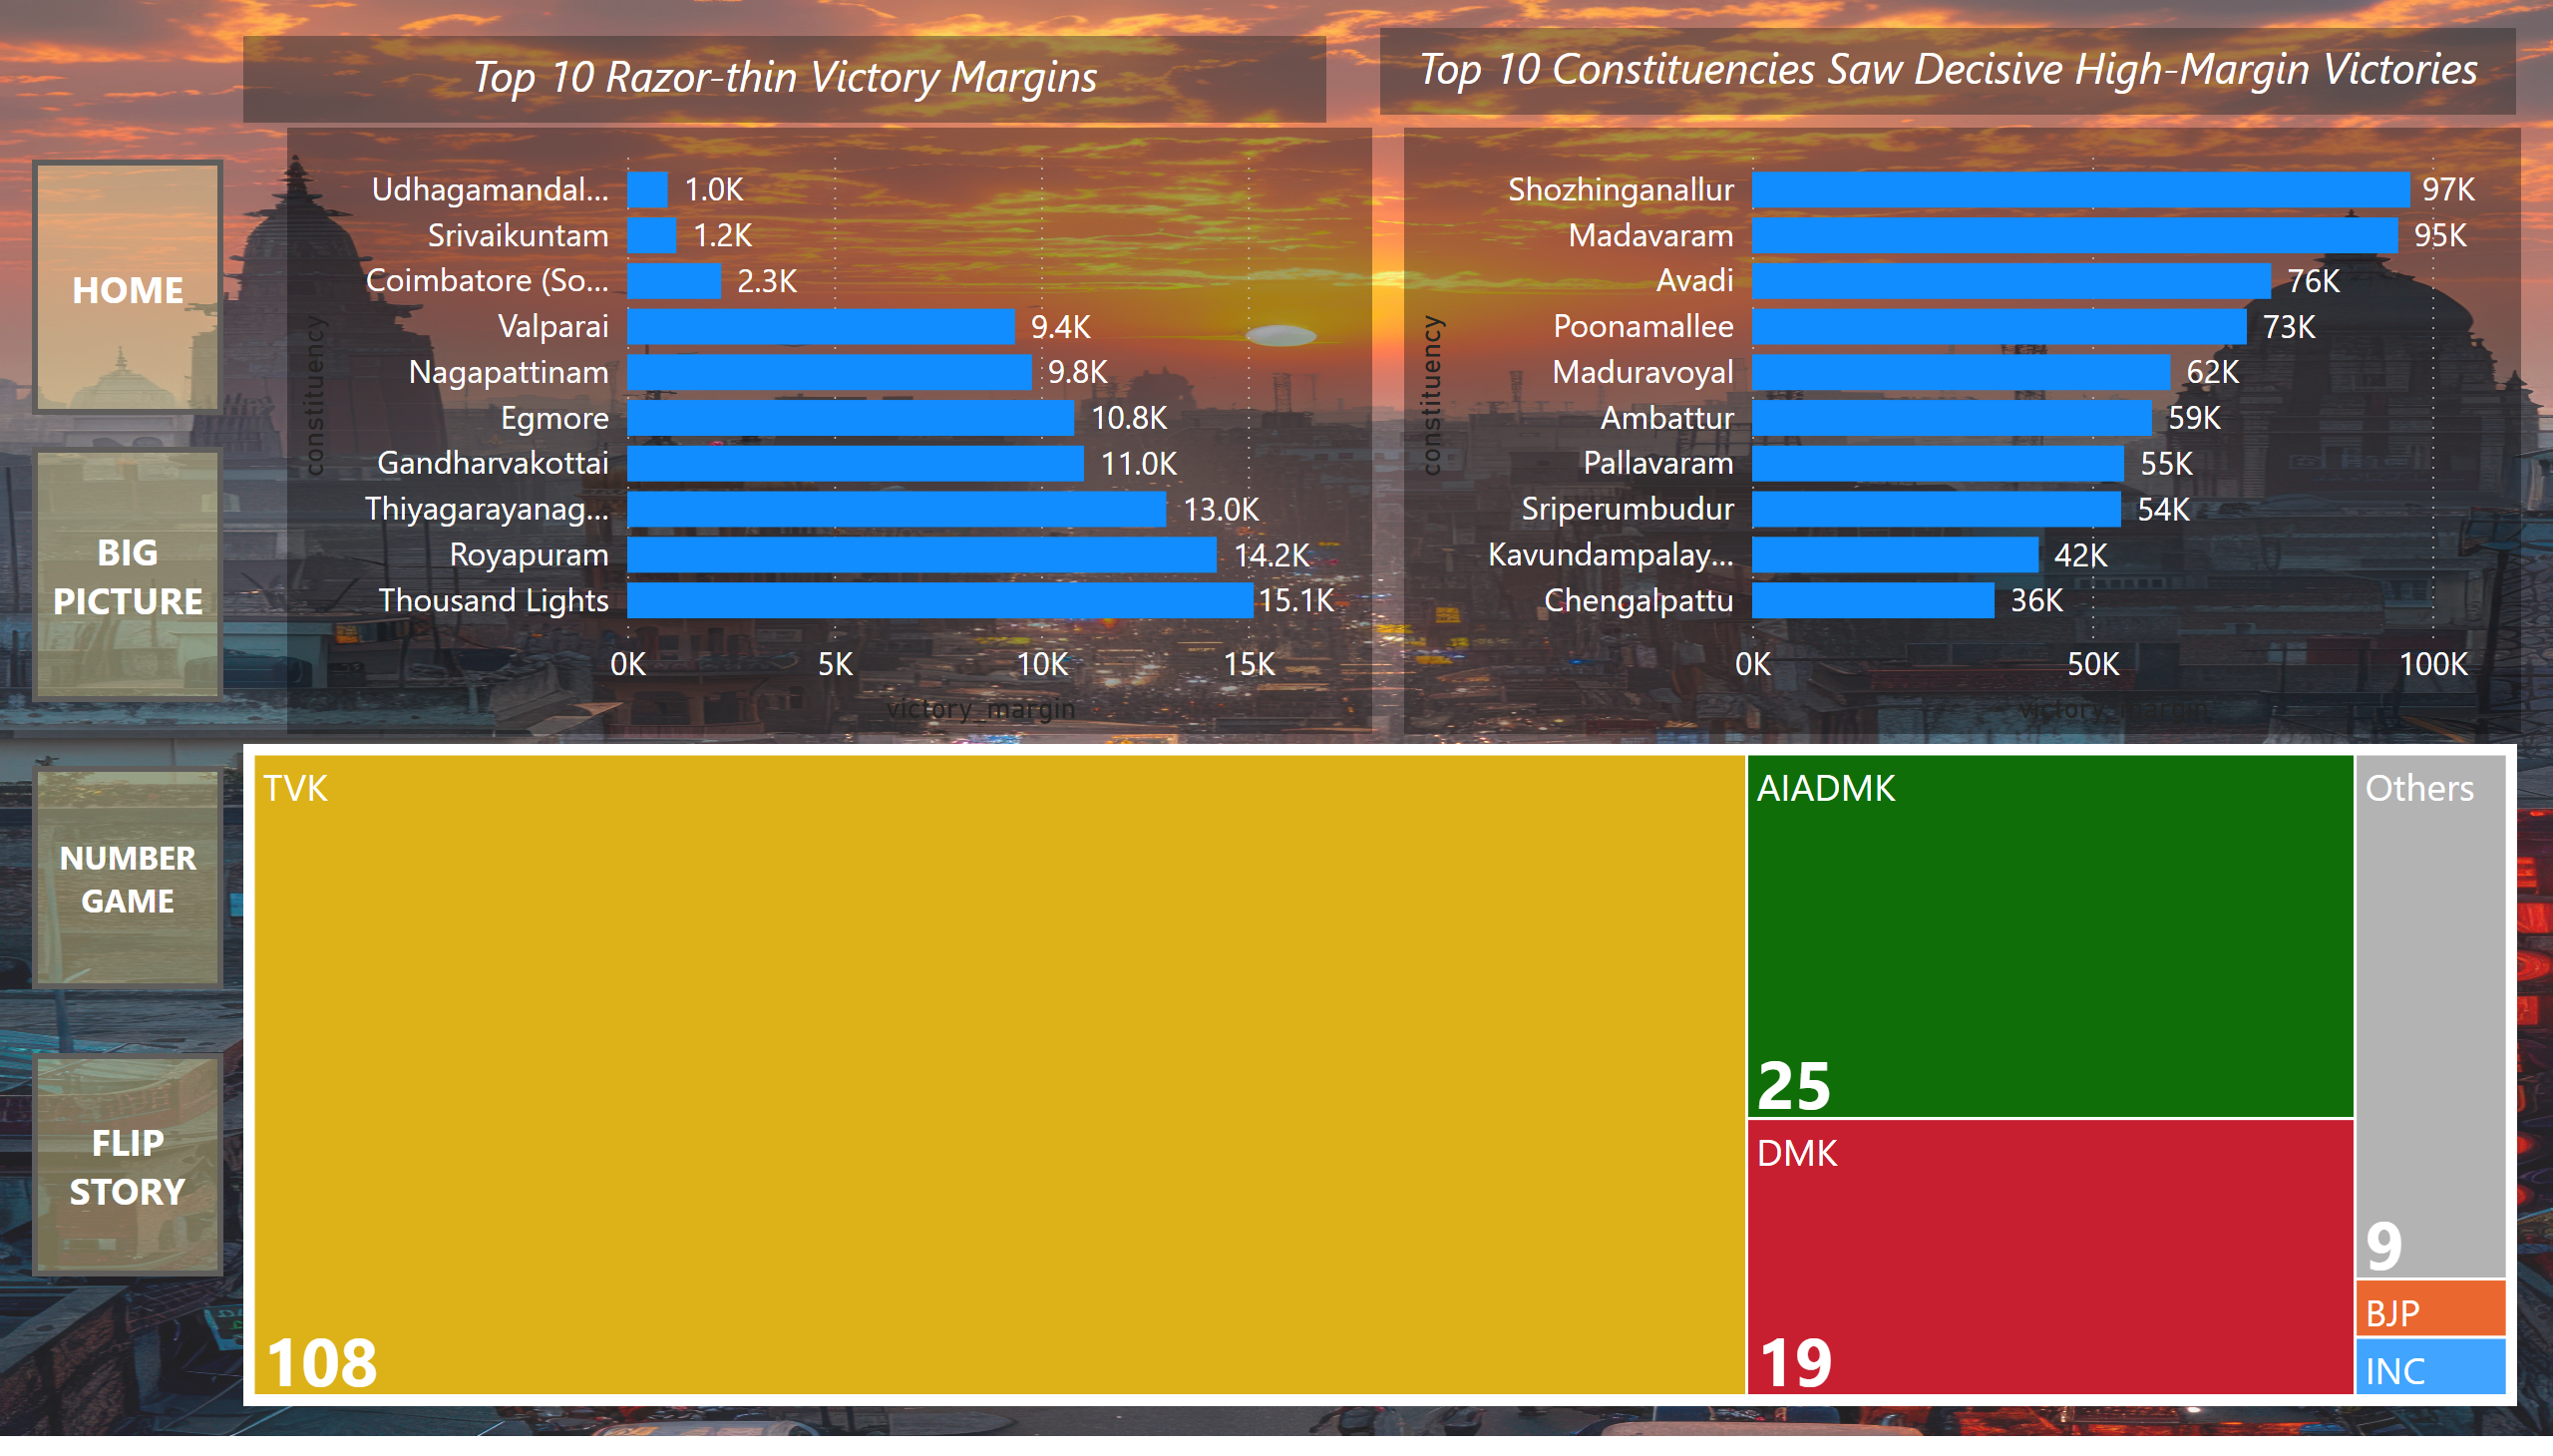 Top 10 Razor-thin Victory Margins
Top 10 Constituencies Saw Decisive High-Margin Victories
HOME
BIG
PICTURE
NUMBER
GAME
FLIP
STORY
constituency
Udhagamandal... 1.0K
Srivaikuntam 1.2K
Coimbatore (So... 2.3K
Valparai 9.4K
Nagapattinam 9.8K
Egmore 10.8K
Gandharvakottai 11.0K
Thiyagarayanag... 13.0K
Royapuram 14.2K
Thousand Lights 15.1K
0K 5K 10K 15K
victory_margin
constituency
Shozhinganallur 97K
Madavaram 95K
Avadi 76K
Poonamallee 73K
Maduravoyal 62K
Ambattur 59K
Pallavaram 55K
Sriperumbudur 54K
Kavundampalay... 42K
Chengalpattu 36K
0K 50K 100K
victory_margin
TVK
108
AIADMK
25
DMK
19
Others
9
BJP
INC